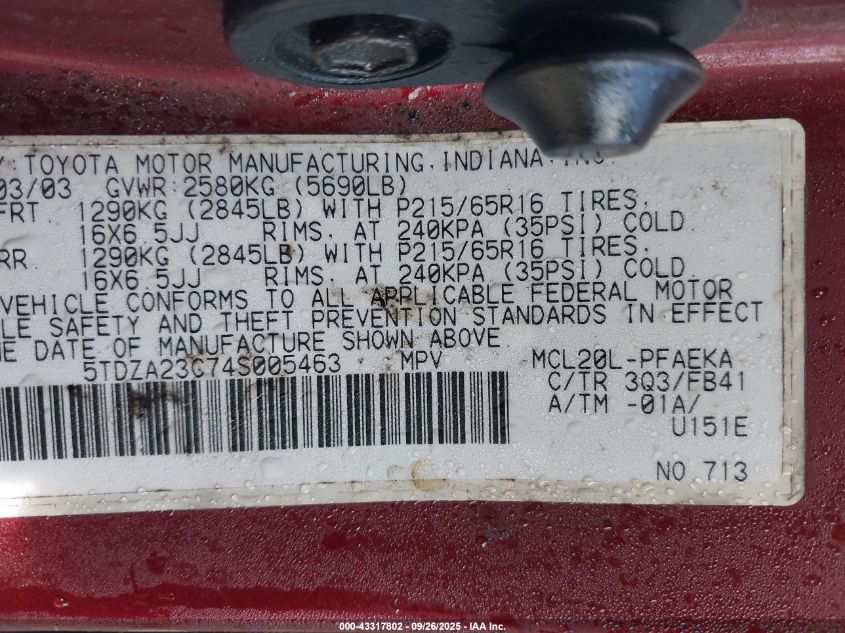 Y:TOYOTA MOTOR MANUFACTURING,INDIANA,INC.
03/03 GVWR:2580KG (5690LB)
FRT 1290KG (2845LB) WITH P215/65R16 TIRES,
16X6.5JJ RIMS, AT 240KPA (35PSI) COLD
RR 1290KG (2845LB) WITH P215/65R16 TIRES,
16X6.5JJ RIMS, AT 240KPA (35PSI) COLD
VEHICLE CONFORMS TO ALL APPLICABLE FEDERAL MOTOR
LE SAFETY AND THEFT PREVENTION STANDARDS IN EFFECT
E DATE OF MANUFACTURE SHOWN ABOVE.
5TDZA23C74S005463 MPV MCL20L-PFAEKA
C/TR 3Q3/FB41
A/TM -01A/
U151E
NO 713
000-43317802 - 09/26/2025 - IAA Inc.